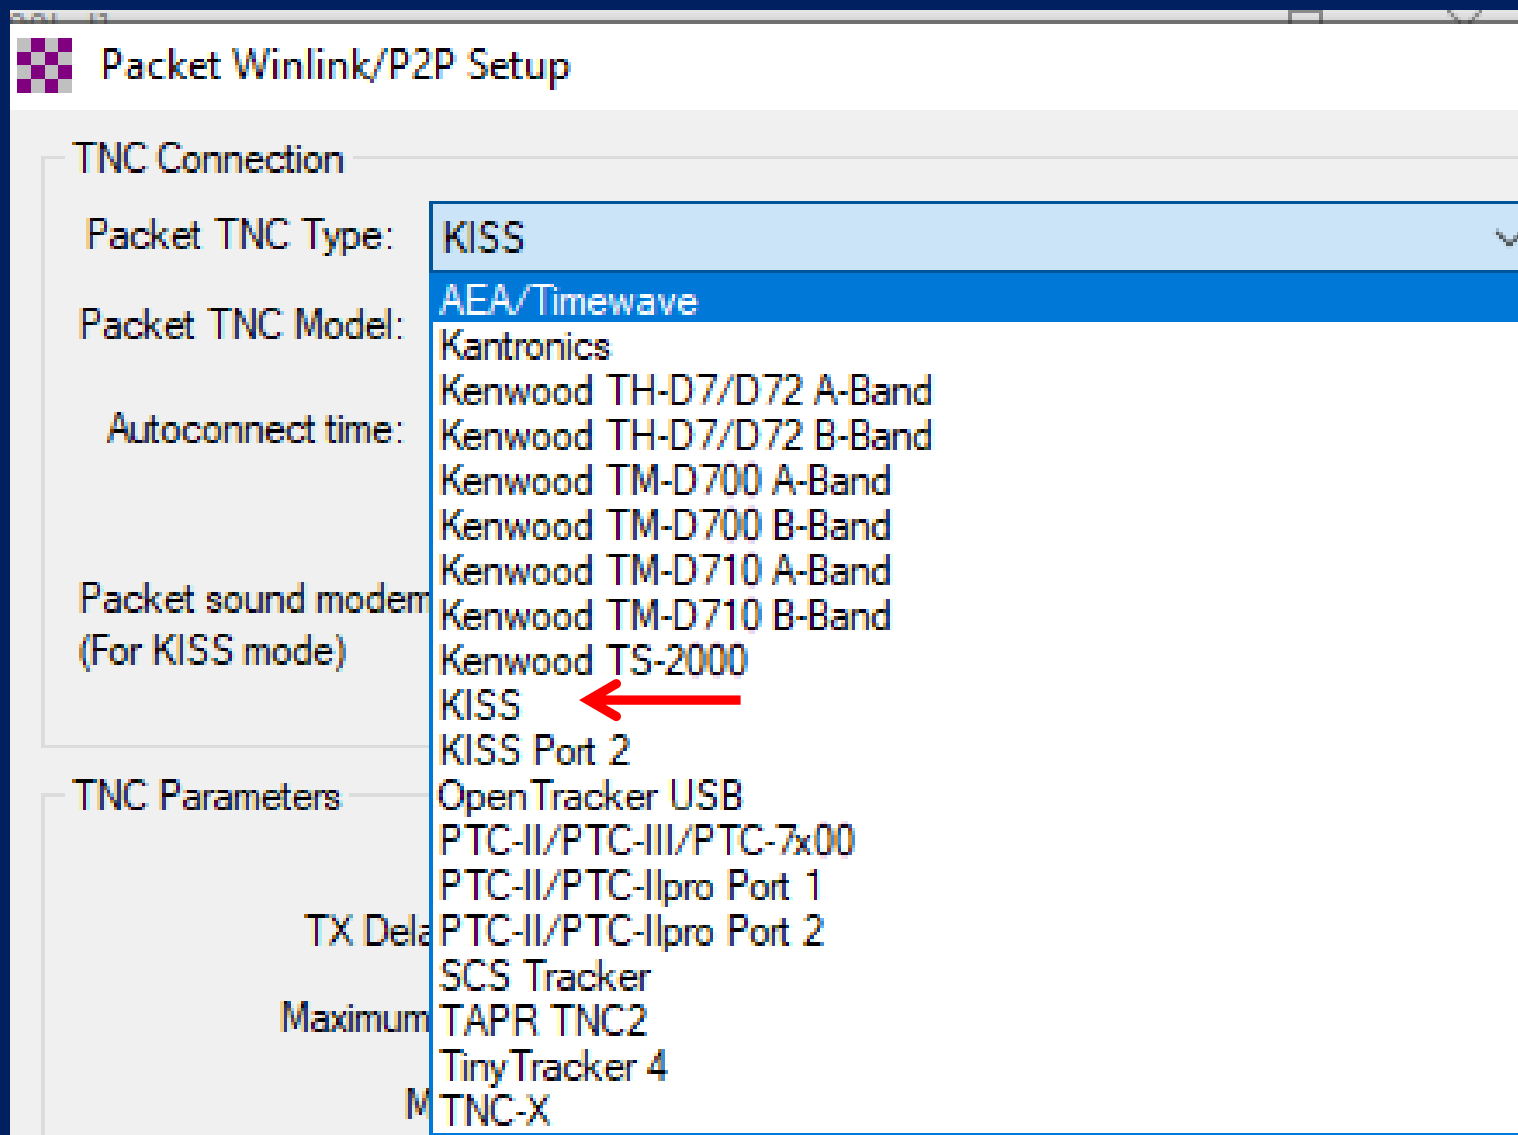 Packet Winlink/P2P Setup
TNC Connection
Packet TNC Type: KISS
Packet TNC Model:
Autoconnect time:
Packet sound modem
(For KISS mode)
AEA/Timewave
Kantronics
Kenwood TH-D7/D72 A-Band
Kenwood TH-D7/D72 B-Band
Kenwood TM-D700 A-Band
Kenwood TM-D700 B-Band
Kenwood TM-D710 A-Band
Kenwood TM-D710 B-Band
Kenwood TS-2000
KISS
KISS Port 2
OpenTracker USB
PTC-II/PTC-III/PTC-7x00
PTC-II/PTC-IIpro Port 1
PTC-II/PTC-IIpro Port 2
SCS Tracker
TAPR TNC2
TinyTracker 4
TNC-X
TNC Parameters
TX Dela
Maximum
M